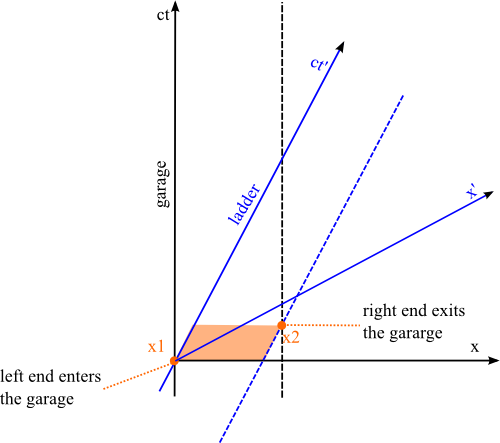 ct
ct'
garage
ladder
x'
right end exits
the gararge
x1
x2
x
left end enters
the garage